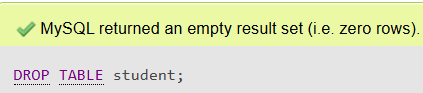 MySQL returned an empty result set (i.e. zero rows).
DROP TABLE student;